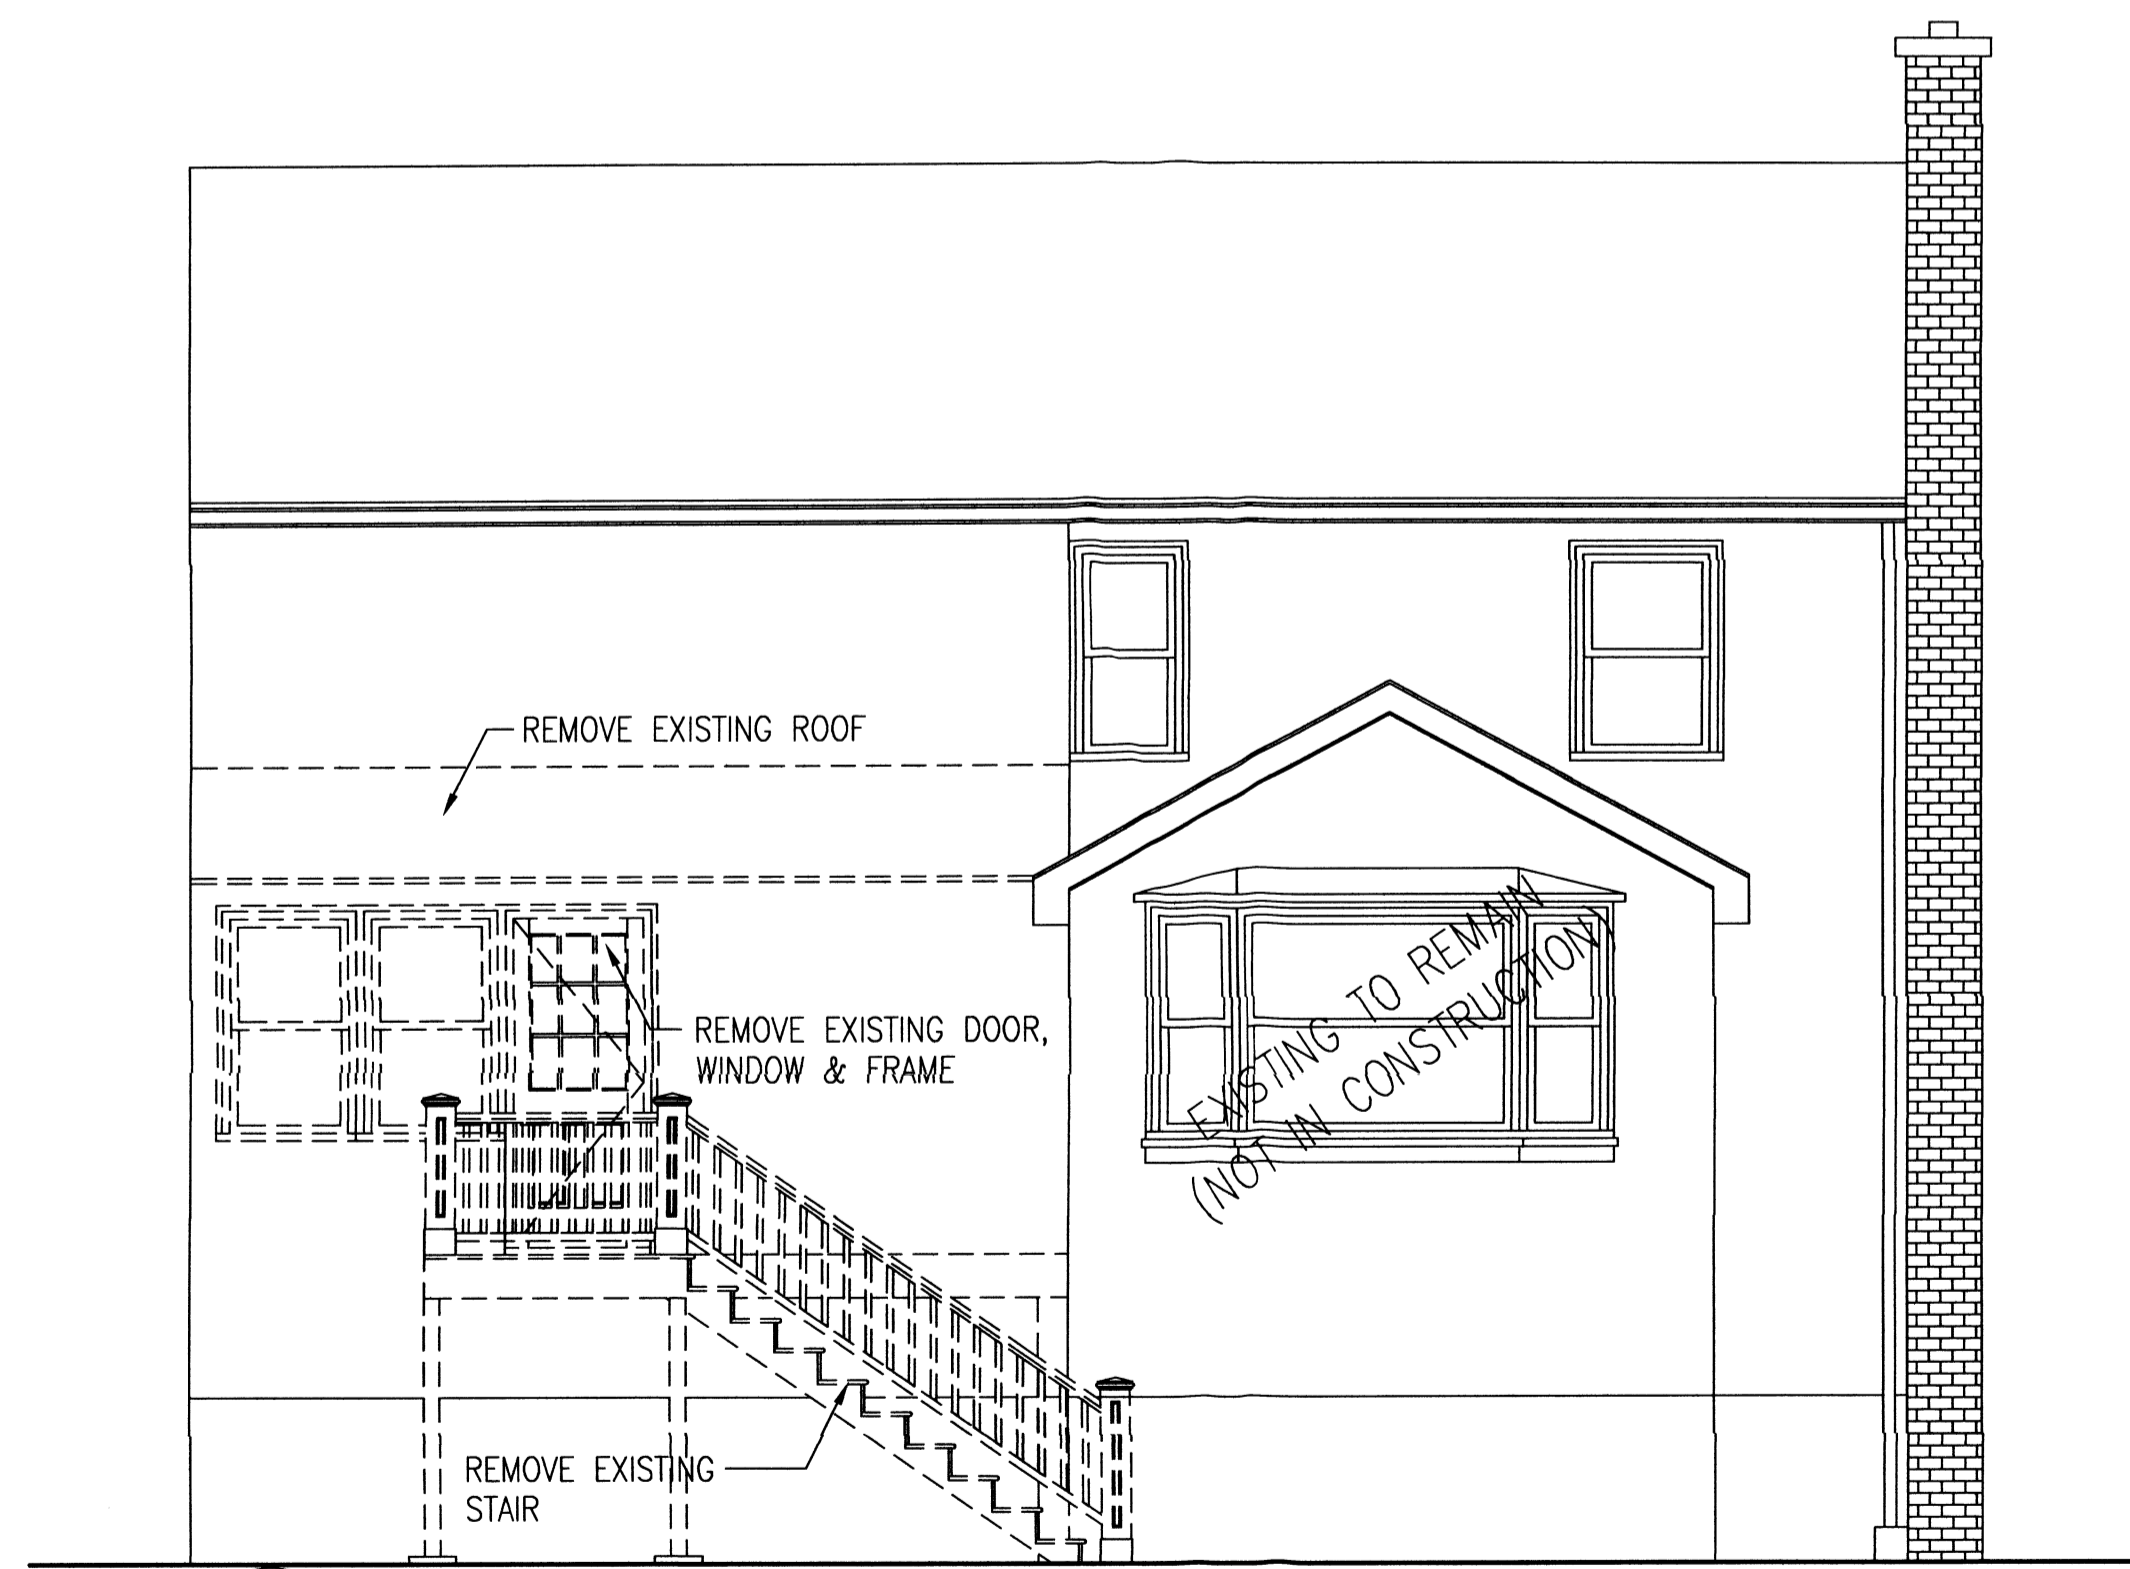 REMOVE EXISTING ROOF
REMOVE EXISTING DOOR,
WINDOW & FRAME
EXISTING TO REMAIN
(NOT IN CONSTRUCTION)
REMOVE EXISTING
STAIR